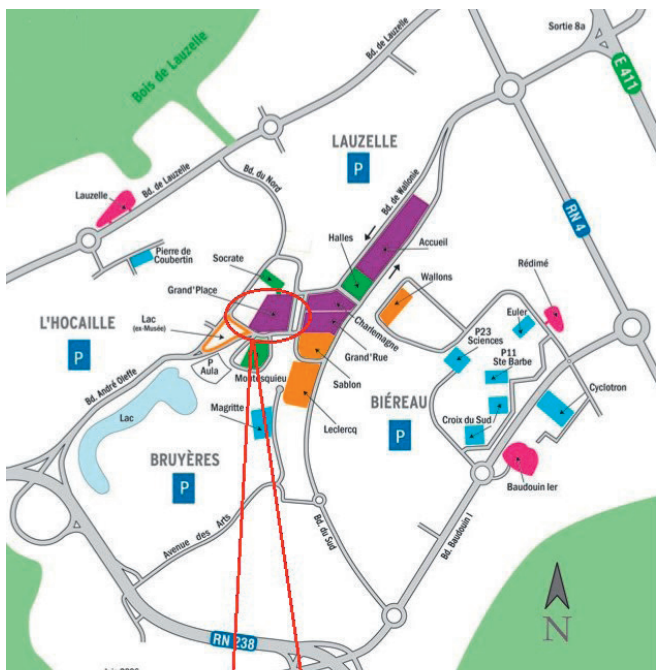 Bois de Lauzelle
Bd. de Lauzelle
Sortie 8a
E 411
LAUZELLE
P
Bd. du Nord
Bd. de Wallonie
Lauzelle
Bd. de Lauzelle
RN 4
Pierre de
Coubertin
Socrate
Halles
Accueil
Wallons
Rédimé
Grand'Place
Euler
L'HOCAILLE
P
Lac
(ex-Musée)
Charlemagne
P23
Sciences
Grand'Rue
P11
Ste Barbe
P
Aula
Montesquieu
Sablon
Bd. André Oleffe
BIÉREAU
P
Cyclotron
Lac
Magritte
Leclercq
Croix du Sud
BRUYÈRES
P
Baudouin Ier
Avenue des Arts
Bd. du Sud
Bd. Baudouin I
N
RN 238